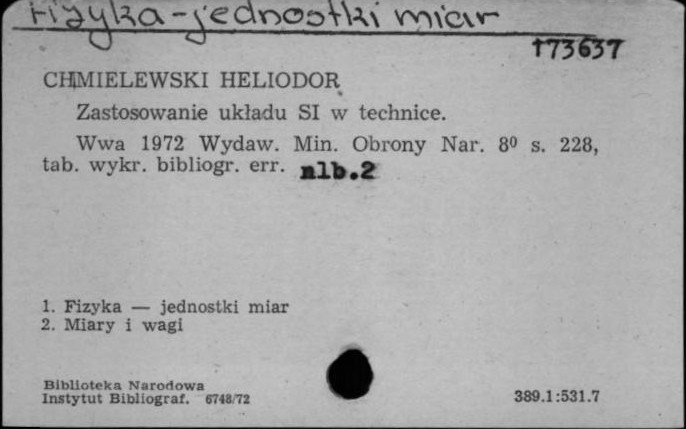 Fizyka - jednostki miar
173637
CHMIELEWSKI HELIODOR
Zastosowanie układu SI w technice.
Wwa 1972 Wydaw. Min. Obrony Nar. 8⁰ s. 228,
tab. wykr. bibliogr. err. nlb.2
1. Fizyka — jednostki miar
2. Miary i wagi
Biblioteka Narodowa
Instytut Bibliograf. 6748/72
389.1:531.7